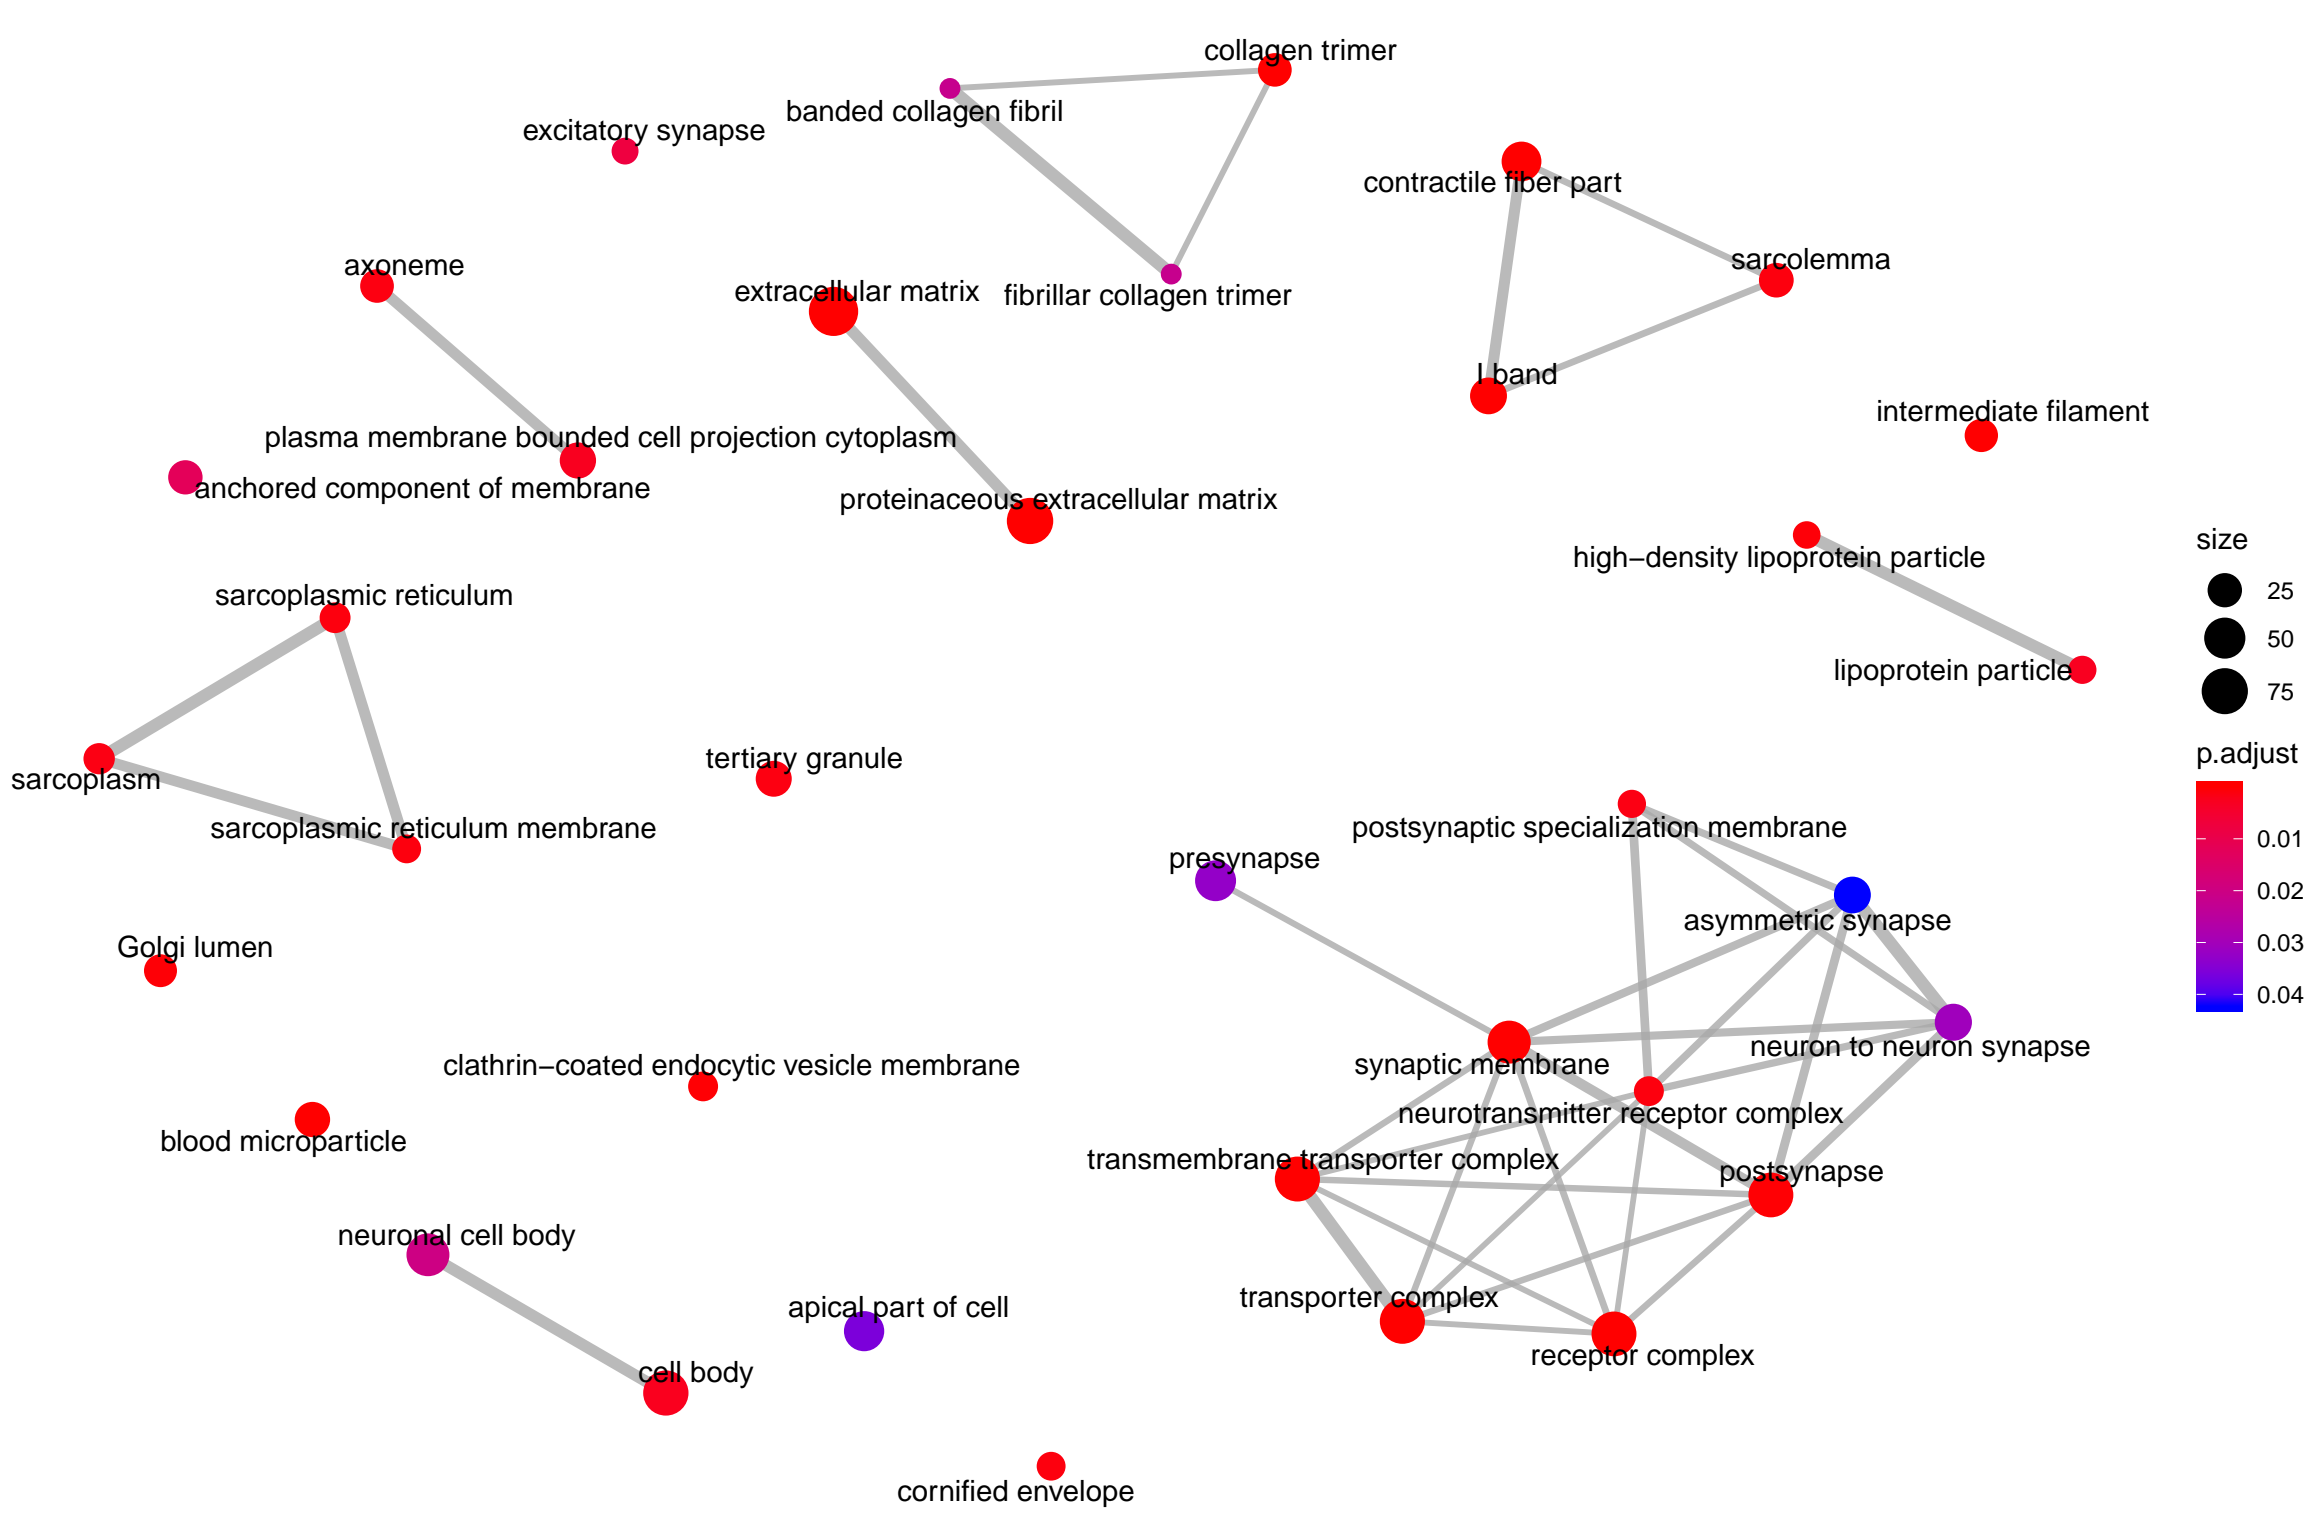 collagen trimer
banded collagen fibril
excitatory synapse
contractile fiber part
sarcolemma
axoneme
extracellular matrix
fibrillar collagen trimer
I band
intermediate filament
plasma membrane bounded cell projection cytoplasm
anchored component of membrane
proteinaceous extracellular matrix
high−density lipoprotein particle
sarcoplasmic reticulum
lipoprotein particle
tertiary granule
sarcoplasm
sarcoplasmic reticulum membrane
postsynaptic specialization membrane
presynapse
asymmetric synapse
Golgi lumen
neuron to neuron synapse
clathrin−coated endocytic vesicle membrane
synaptic membrane
neurotransmitter receptor complex
blood microparticle
transmembrane transporter complex
postsynapse
neuronal cell body
transporter complex
apical part of cell
receptor complex
cell body
cornified envelope
size
25
50
75
p.adjust
0.01
0.02
0.03
0.04